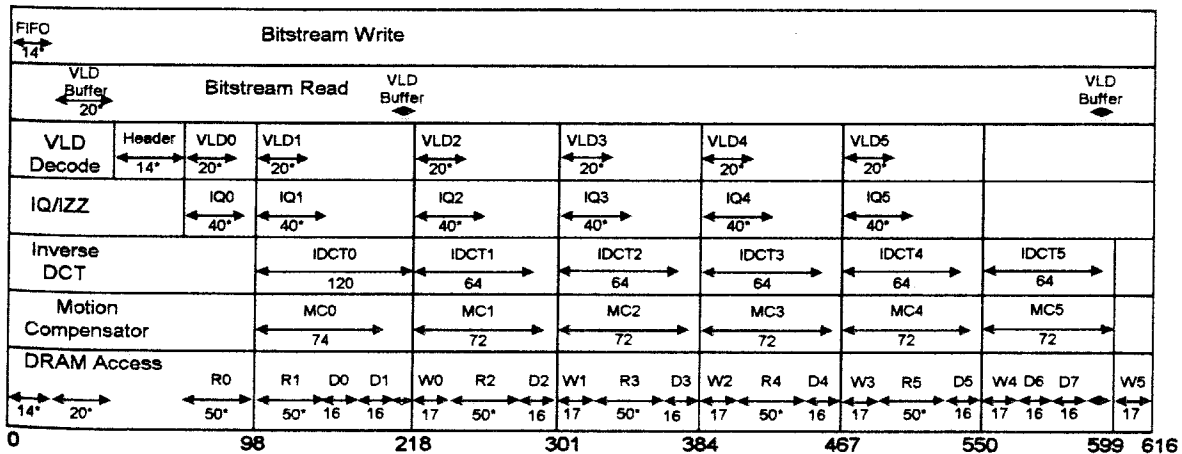 FIFO
14*
Bitstream Write
VLD
Buffer
20*
Bitstream Read
VLD
Buffer
VLD
Buffer
VLD
Decode
Header
14*
VLD0
20*
VLD1
20*
VLD2
20*
VLD3
20*
VLD4
20*
VLD5
20*
IQ/IZZ
IQ0
40*
IQ1
40*
IQ2
40*
IQ3
40*
IQ4
40*
IQ5
40*
Inverse
DCT
IDCT0
120
IDCT1
64
IDCT2
64
IDCT3
64
IDCT4
64
IDCT5
64
Motion
Compensator
MC0
74
MC1
72
MC2
72
MC3
72
MC4
72
MC5
72
DRAM Access
R0 R1 D0 D1 W0 R2 D2 W1 R3 D3 W2 R4 D4 W3 R5 D5 W4 D6 D7 W5
14* 20* 50* 50* 16 16 17 50* 16 17 50* 16 17 50* 16 17 50* 16 17 16 16 17
0 98 218 301 384 467 550 599 616